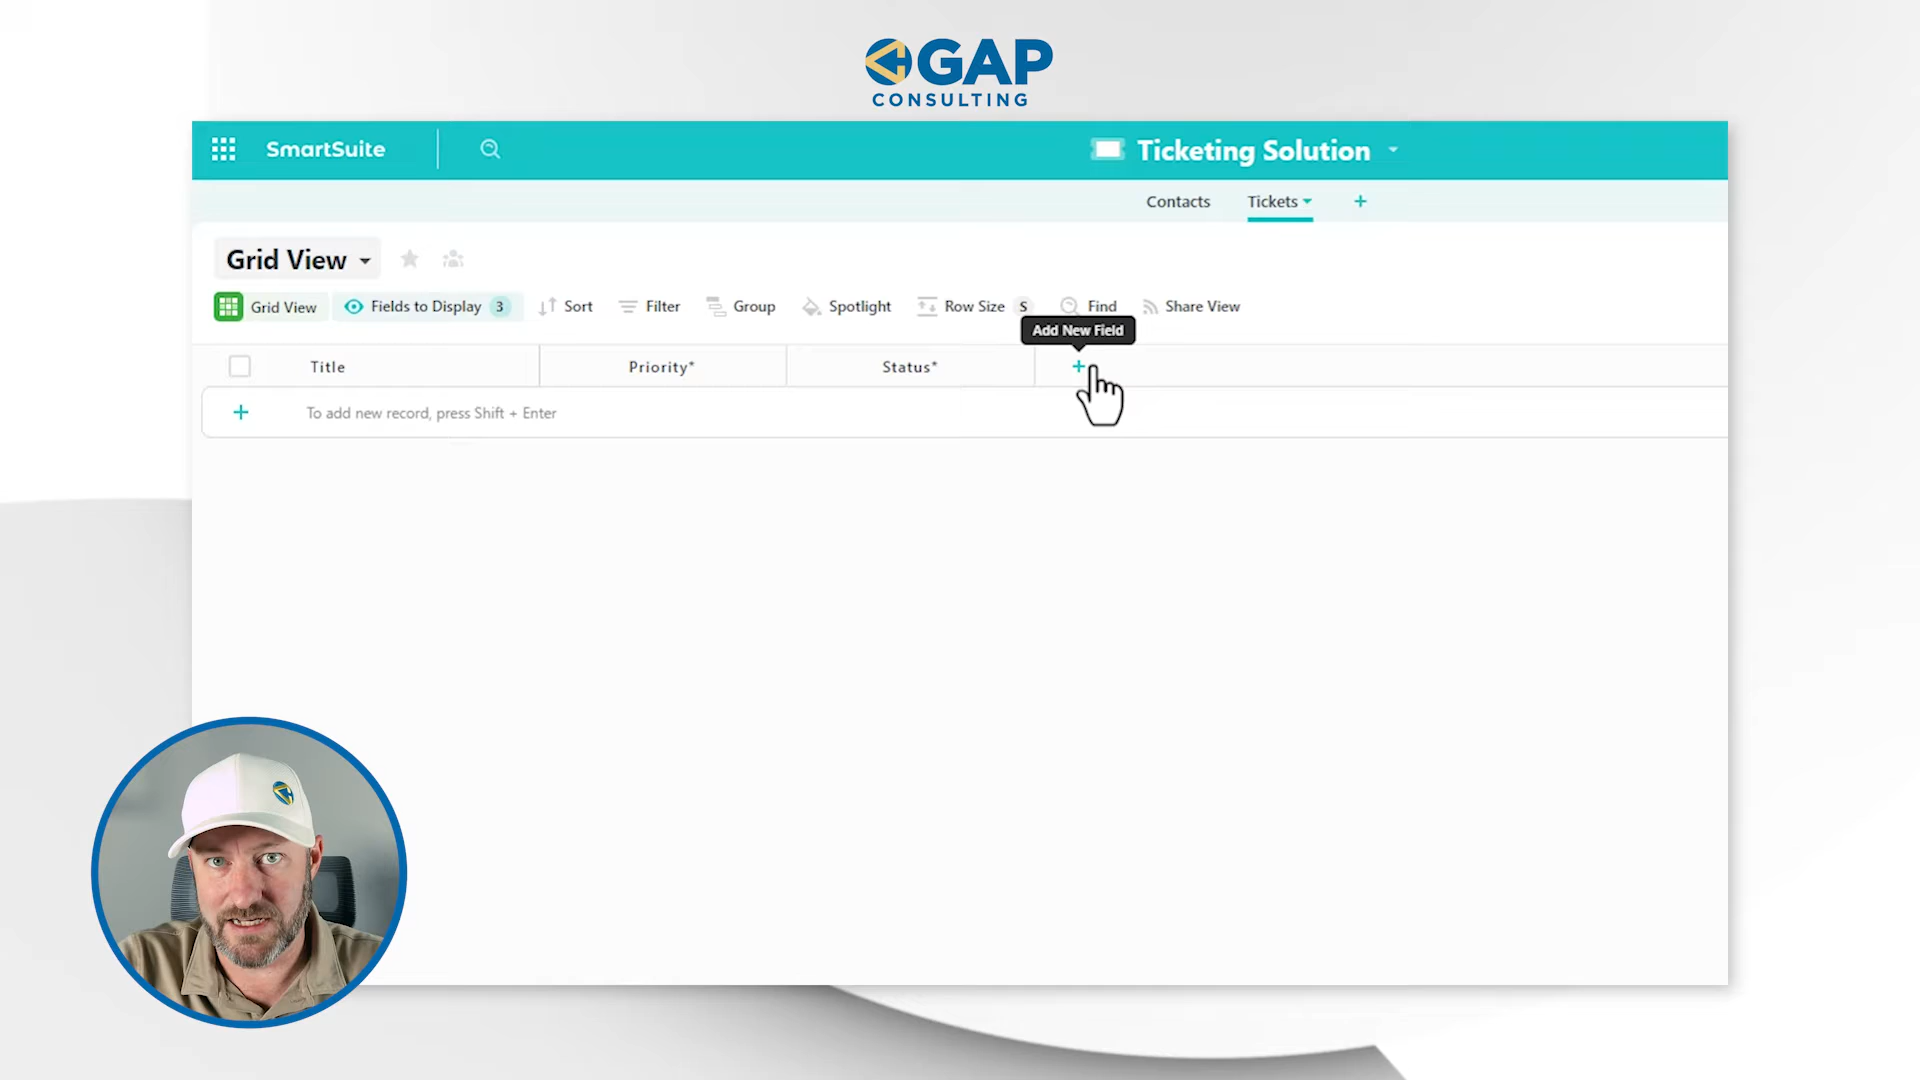 GAP
CONSULTING
SmartSuite
Ticketing Solution
Contacts Tickets +
Grid View
Grid View Fields to Display 3 Sort Filter Group Spotlight Row Size S Find Share View
Add New Field
Title Priority* Status* +
+ To add new record, press Shift + Enter